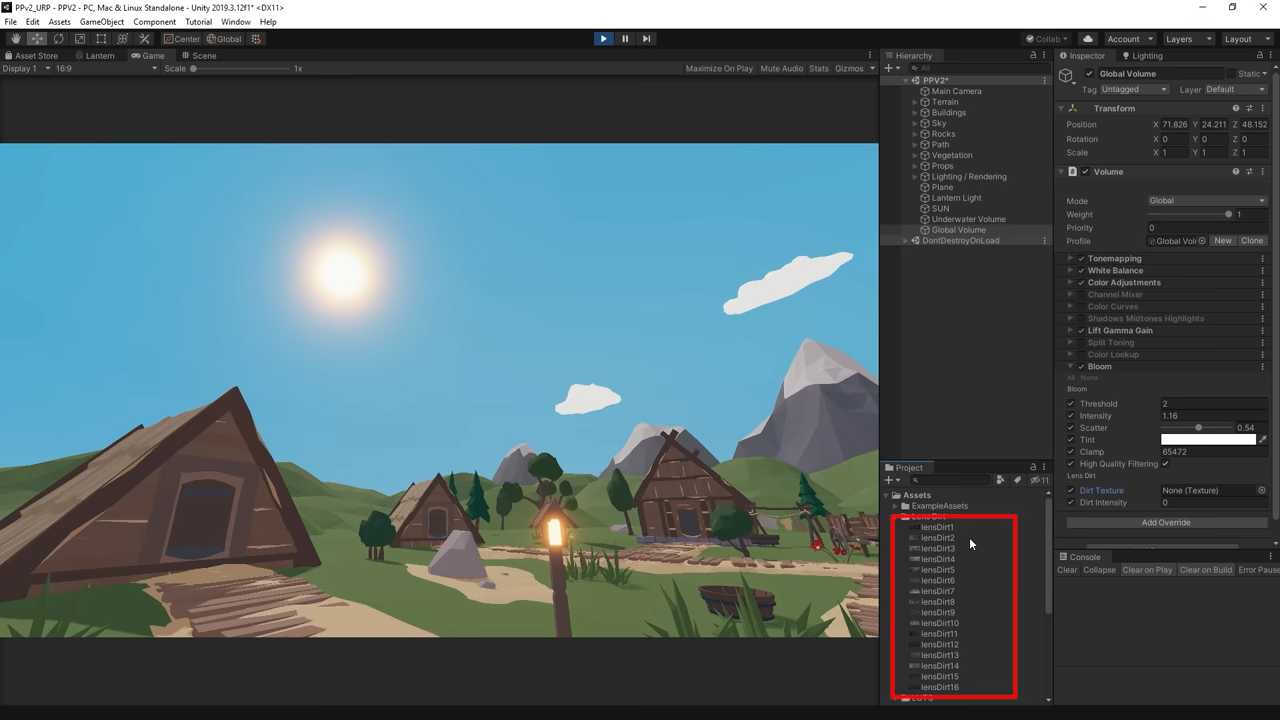 PPv2_URP - PPV2 - PC, Mac & Linux Standalone - Unity 2019.3.12f1* <DX11>
File Edit Assets GameObject Component Tutorial Window Help
Center Global Collab Account Layers Layout
Asset Store Lantern Game Scene
Display 1 16:9 Scale 1x Maximize On Play Mute Audio Stats Gizmos
Hierarchy
All
PPV2*
Main Camera
Terrain
Buildings
Sky
Rocks
Path
Vegetation
Props
Lighting / Rendering
Plane
Lantern Light
SUN
Underwater Volume
Global Volume
DontDestroyOnLoad
Project
11
Assets
ExampleAssets
lensDirt1
lensDirt2
lensDirt3
lensDirt4
lensDirt5
lensDirt6
lensDirt7
lensDirt8
lensDirt9
lensDirt10
lensDirt11
lensDirt12
lensDirt13
lensDirt14
lensDirt15
lensDirt16
LUTS
Inspector Lighting
Global Volume Static
Tag Untagged Layer Default
Transform
Position X 71.826 Y 24.211 Z 48.152
Rotation X 0 Y 0 Z 0
Scale X 1 Y 1 Z 1
Volume
Mode Global
Weight 1
Priority 0
Profile Global Volu New Clone
Tonemapping
White Balance
Color Adjustments
Channel Mixer
Color Curves
Shadows Midtones Highlights
Lift Gamma Gain
Split Toning
Color Lookup
Bloom
All None
Bloom
Threshold 2
Intensity 1.16
Scatter 0.54
Tint
Clamp 65472
High Quality Filtering
Lens Dirt
Dirt Texture None (Texture)
Dirt Intensity 0
Add Override
Console
Clear Collapse Clear on Play Clear on Build Error Pause